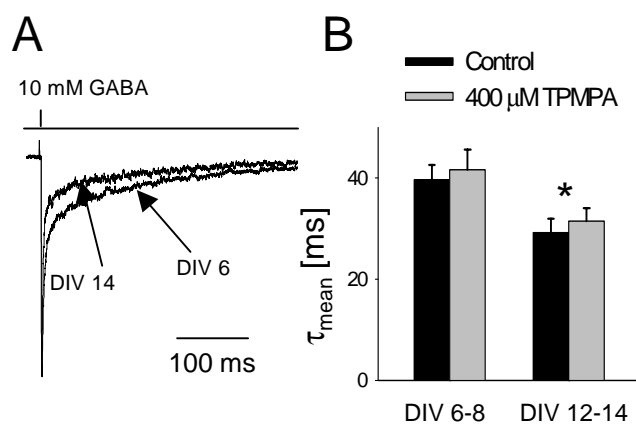 A
10 mM GABA
DIV 14
DIV 6
100 ms
B
Control
400 μM TPMPA
τmean [ms]
40
20
0
*
DIV 6-8
DIV 12-14